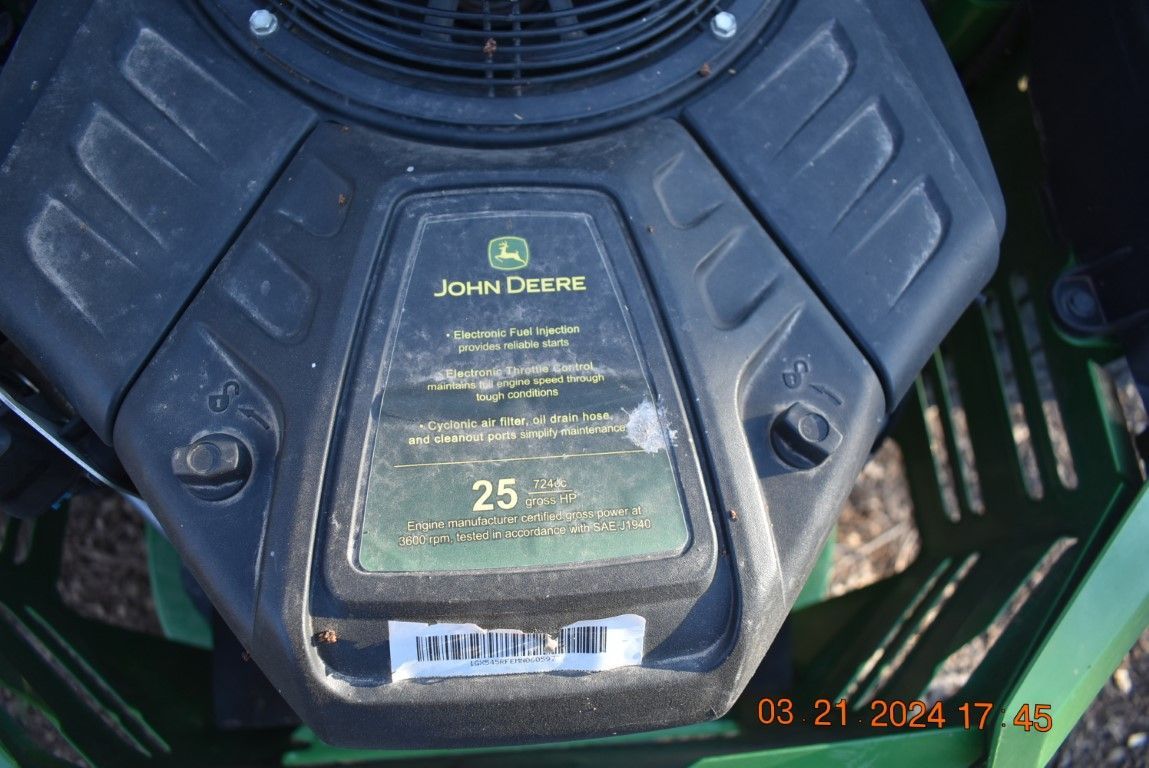 JOHN DEERE
• Electronic Fuel Injection
provides reliable starts
• Electronic Throttle Control
maintains full engine speed through
tough conditions
• Cyclonic air filter, oil drain hose,
and cleanout ports simplify maintenance
25 724cc
gross HP
Engine manufacturer certified gross power at
3600 rpm, tested in accordance with SAE J1940
03.21.2024 17:45